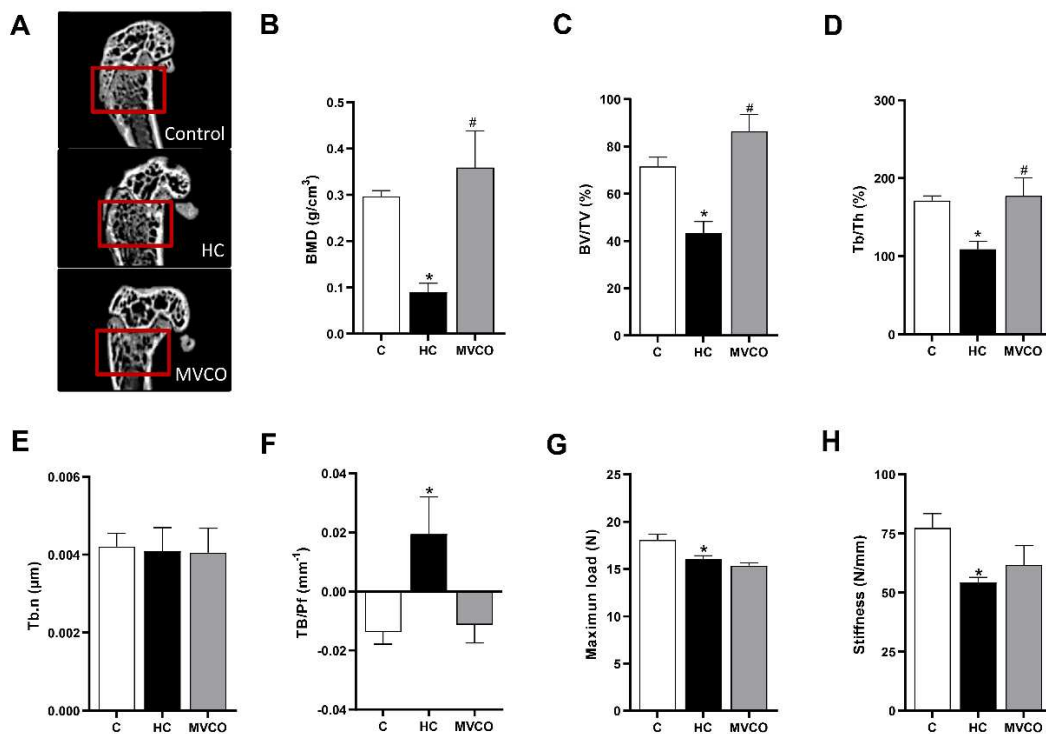 A
Control
HC
MVCO
B
BMD (g/cm³)
0.5
0.4
0.3
0.2
0.1
0.0
*
#
C HC MVCO
C
BV/TV (%)
100
80
60
40
20
0
*
#
C HC MVCO
D
Tb/Th (%)
300
200
100
0
*
#
C HC MVCO
E
Tb.n (µm)
0.006
0.004
0.002
0.000
C HC MVCO
F
TB/Pf (mm⁻¹)
0.04
0.02
0.00
-0.02
-0.04
*
C HC MVCO
G
Maximun load (N)
25
20
15
10
5
0
*
C HC MVCO
H
Stiffness (N/mm)
100
75
50
25
0
*
C HC MVCO